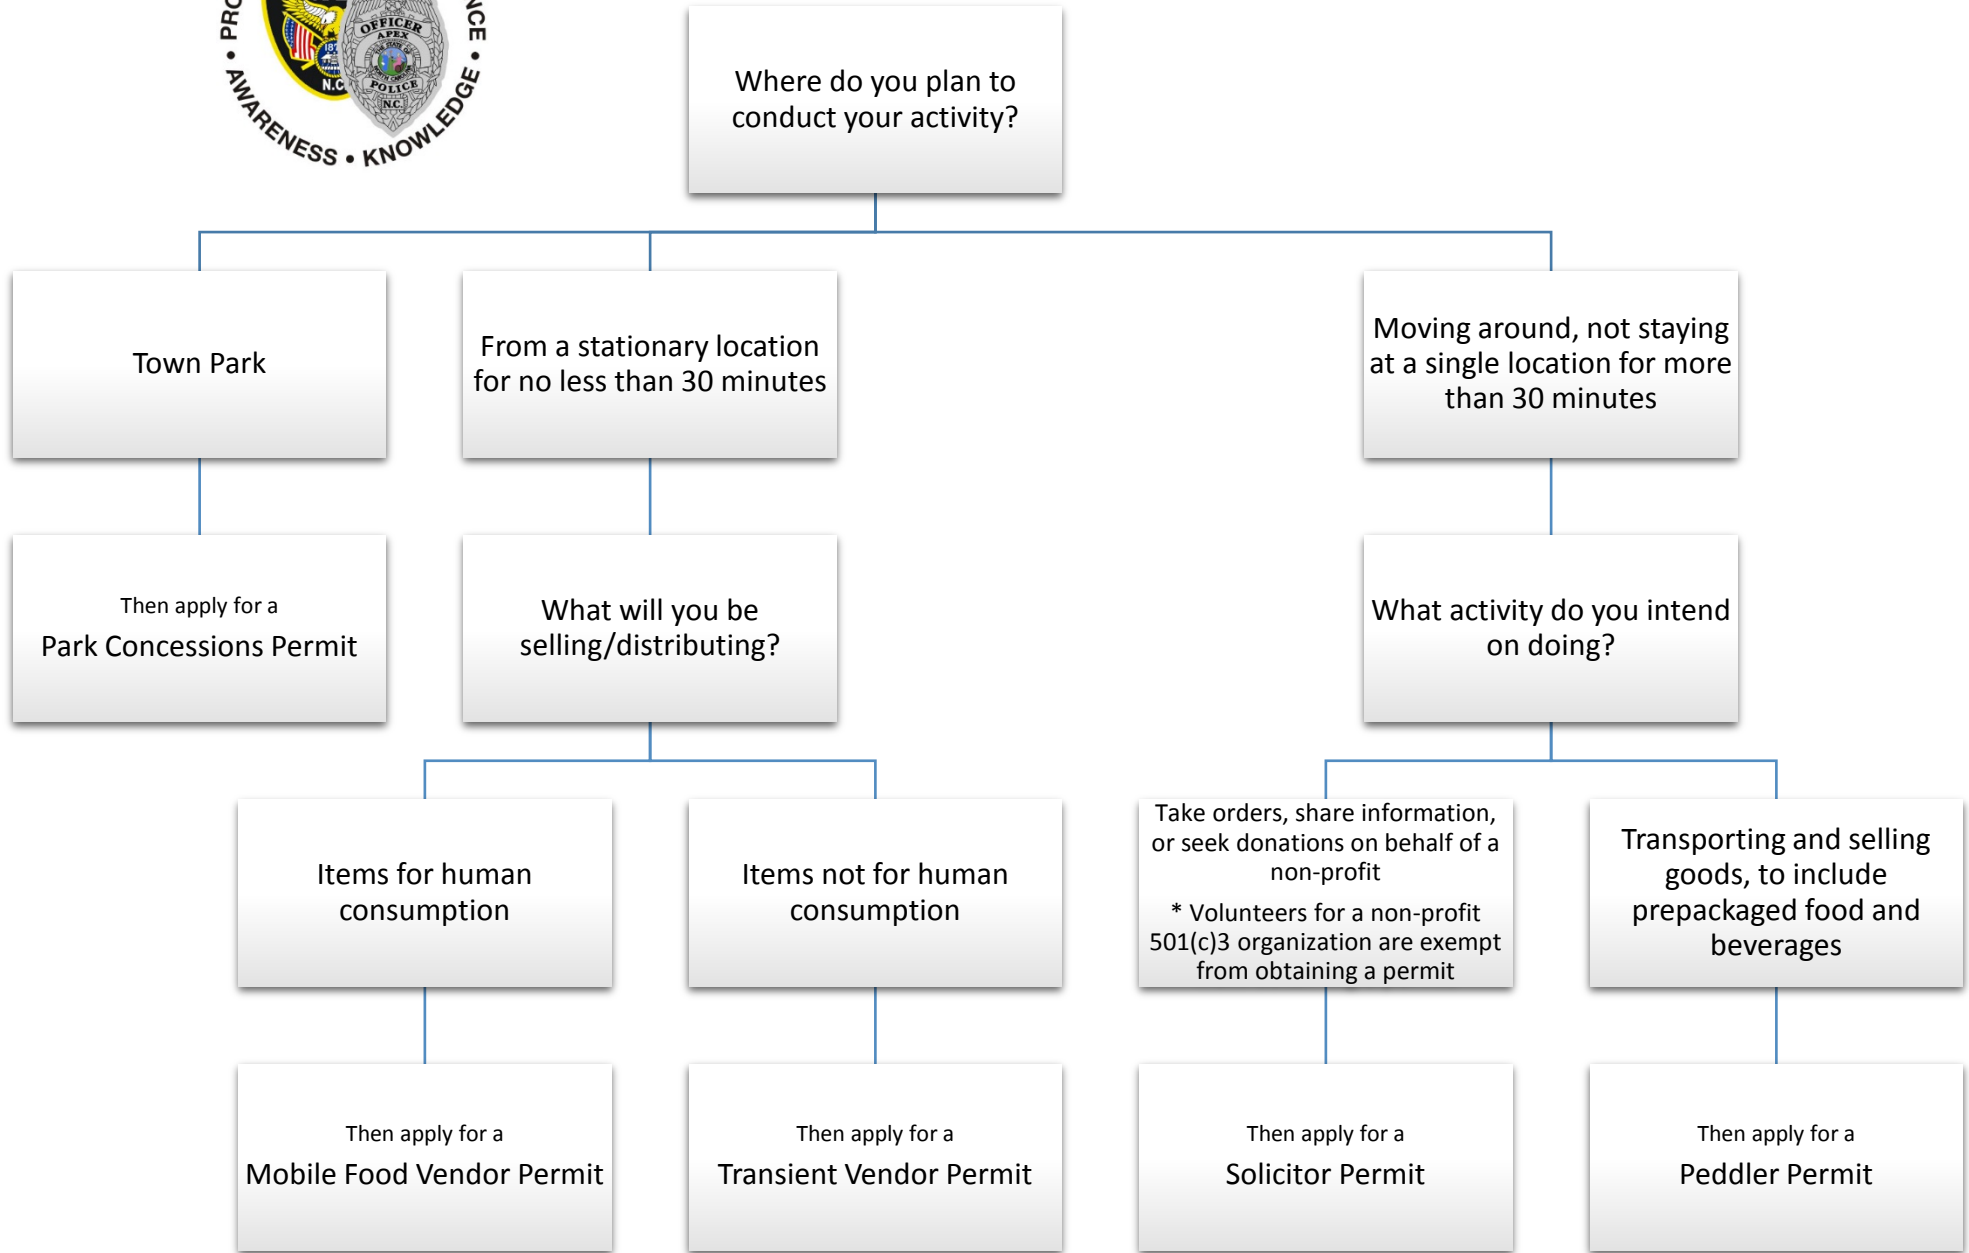 AWARENESS • KNOWLEDGE •
OFFICER
APEX
POLICE
N.C.
N.C.
Where do you plan to
conduct your activity?
Town Park
From a stationary location
for no less than 30 minutes
Moving around, not staying
at a single location for more
than 30 minutes
Then apply for a
Park Concessions Permit
What will you be
selling/distributing?
What activity do you intend
on doing?
Items for human
consumption
Items not for human
consumption
Take orders, share information,
or seek donations on behalf of a
non-profit
* Volunteers for a non-profit
501(c)3 organization are exempt
from obtaining a permit
Transporting and selling
goods, to include
prepackaged food and
beverages
Then apply for a
Mobile Food Vendor Permit
Then apply for a
Transient Vendor Permit
Then apply for a
Solicitor Permit
Then apply for a
Peddler Permit